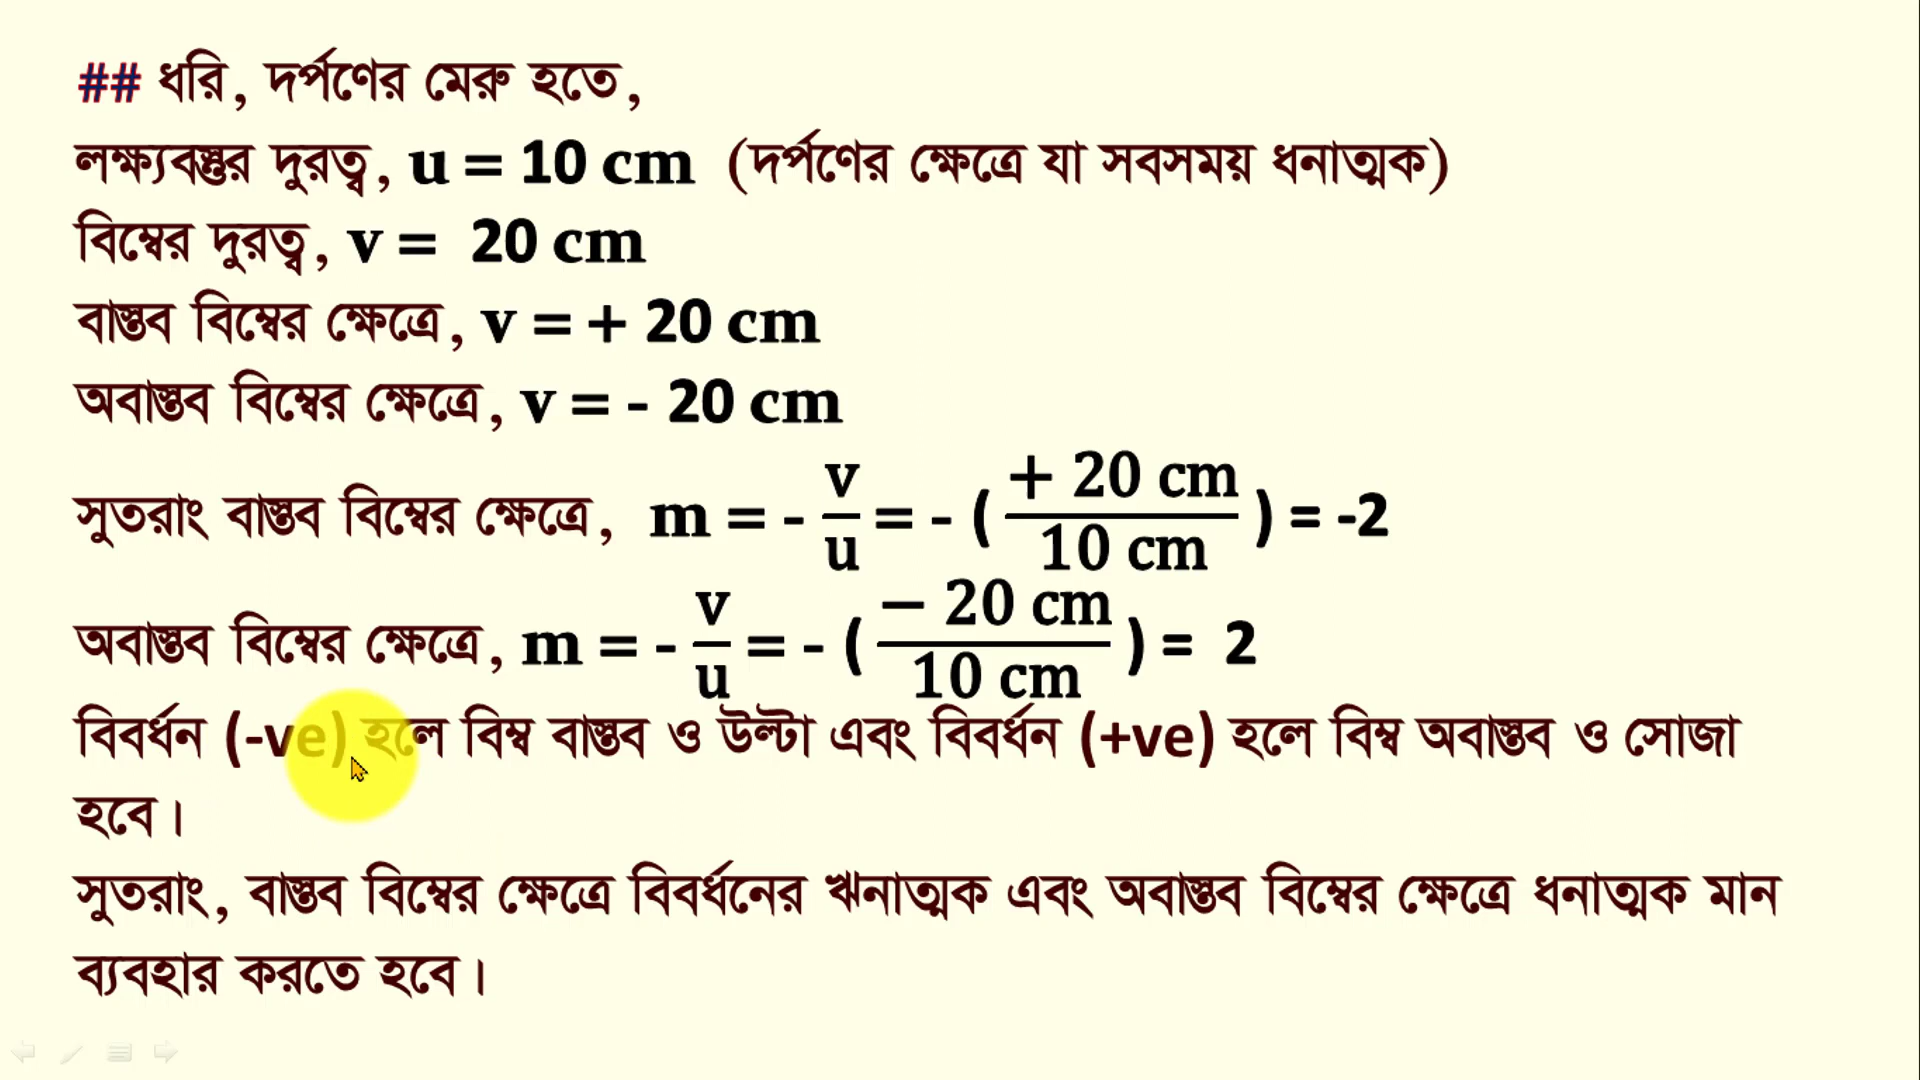 ## ধরি, দর্পণের মেরু হতে,
লক্ষ্যবস্তুর দুরত্ব, u = 10 cm (দর্পণের ক্ষেত্রে যা সবসময় ধনাত্মক)
বিম্বের দুরত্ব, v = 20 cm
বাস্তব বিম্বের ক্ষেত্রে, v = + 20 cm
অবাস্তব বিম্বের ক্ষেত্রে, v = - 20 cm
সুতরাং বাস্তব বিম্বের ক্ষেত্রে, m = - v/u = - ( + 20 cm / 10 cm ) = -2
অবাস্তব বিম্বের ক্ষেত্রে, m = - v/u = - ( − 20 cm / 10 cm ) = 2
বিবর্ধন (-ve) হলে বিম্ব বাস্তব ও উল্টা এবং বিবর্ধন (+ve) হলে বিম্ব অবাস্তব ও সোজা
হবে।
সুতরাং, বাস্তব বিম্বের ক্ষেত্রে বিবর্ধনের ঋনাত্মক এবং অবাস্তব বিম্বের ক্ষেত্রে ধনাত্মক মান
ব্যবহার করতে হবে।